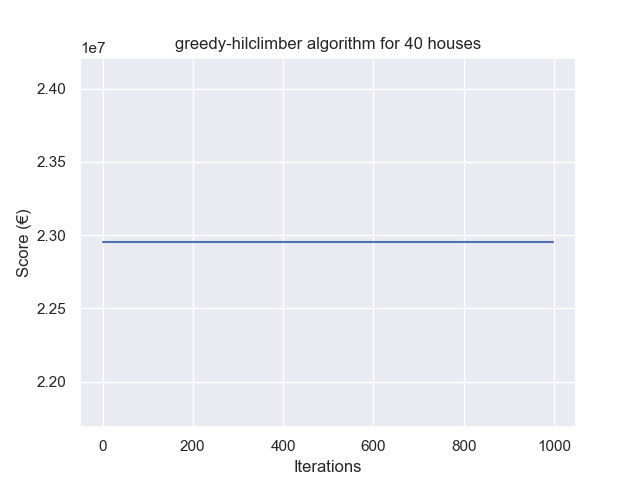 greedy-hilclimber algorithm for 40 houses
1e7
2.40
2.35
2.30
2.25
2.20
Score (€)
0 200 400 600 800 1000
Iterations